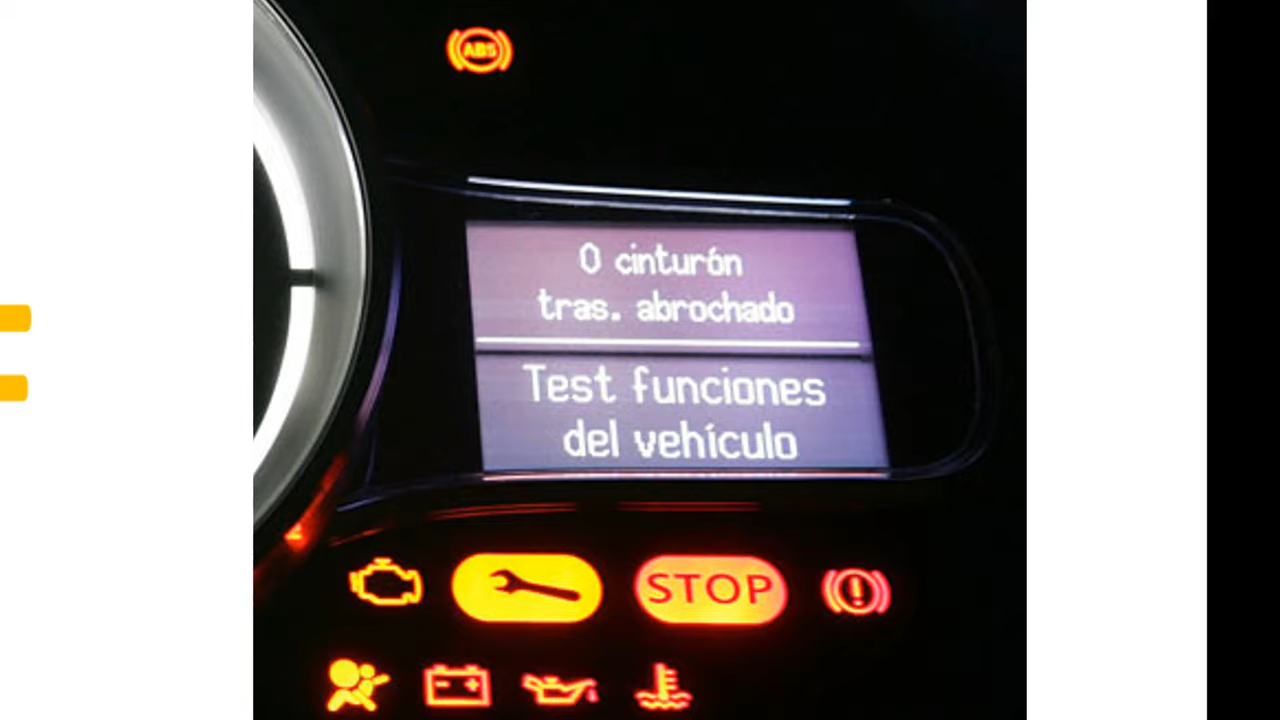 ABS
0 cinturón
tras. abrochado
Test funciones
del vehículo
STOP